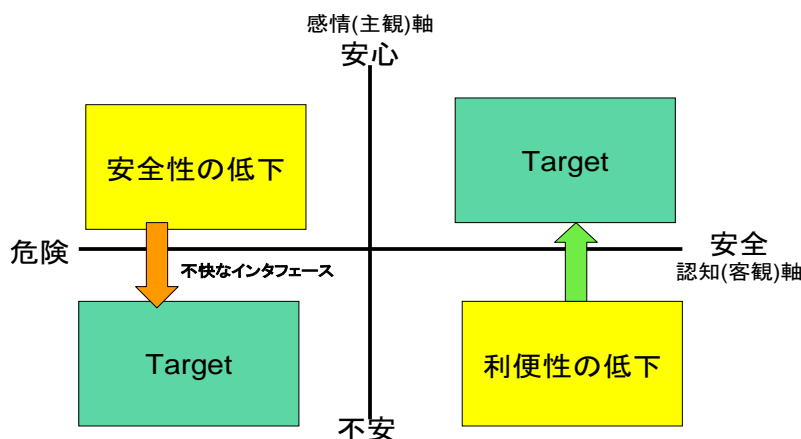 感情(主観)軸
安心
安全性の低下
Target
危険
不快なインタフェース
安全
認知(客観)軸
Target
利便性の低下
不安